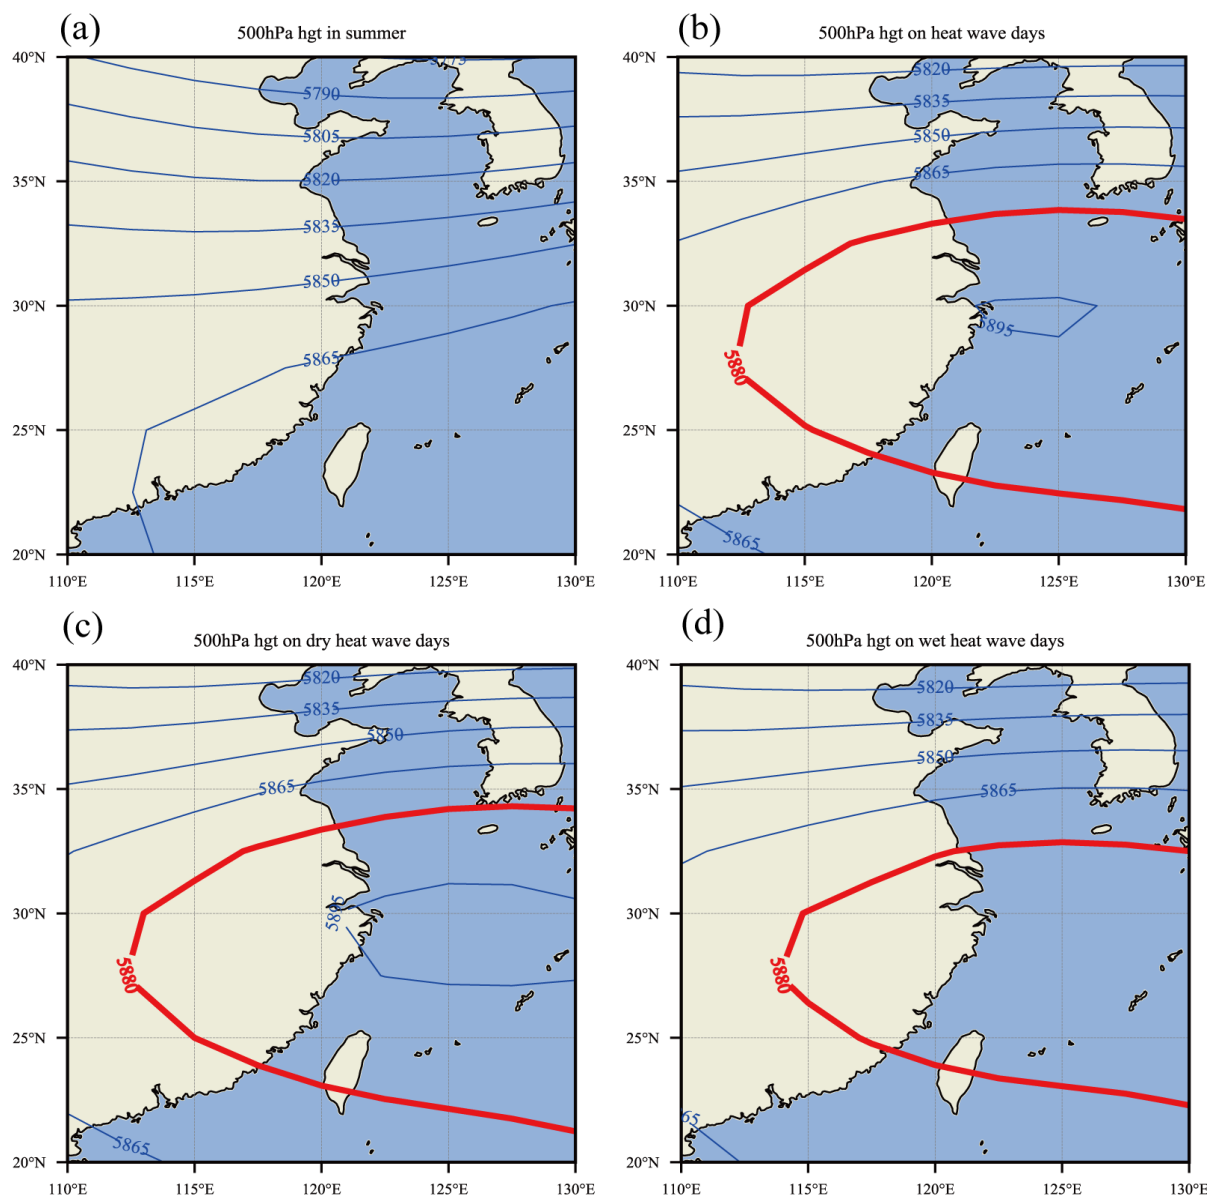 (a)
500hPa hgt in summer
(b)
500hPa hgt on heat wave days
40°N
35°N
30°N
25°N
20°N
5790
5805
5820
5835
5850
5865
110°E 115°E 120°E 125°E 130°E
40°N
35°N
30°N
25°N
20°N
5820
5835
5850
5865
5895
5880
5865
110°E 115°E 120°E 125°E 130°E
(c)
500hPa hgt on dry heat wave days
(d)
500hPa hgt on wet heat wave days
40°N
35°N
30°N
25°N
20°N
5820
5835
5850
5865
5895
5880
5865
110°E 115°E 120°E 125°E 130°E
40°N
35°N
30°N
25°N
20°N
5820
5835
5850
5865
5880
65
110°E 115°E 120°E 125°E 130°E